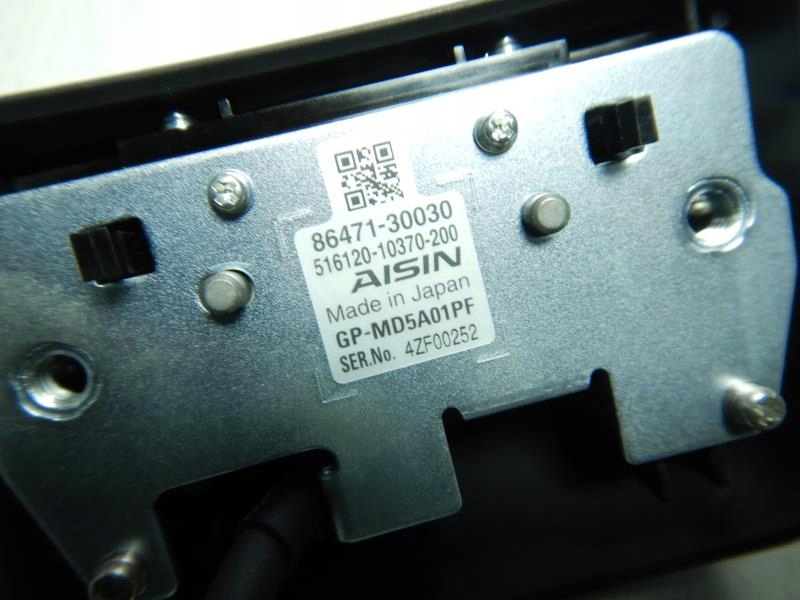 86471-30030
516120-10370-200
AISIN
Made in Japan
GP-MD5A01PF
SER.No. 4ZF00252